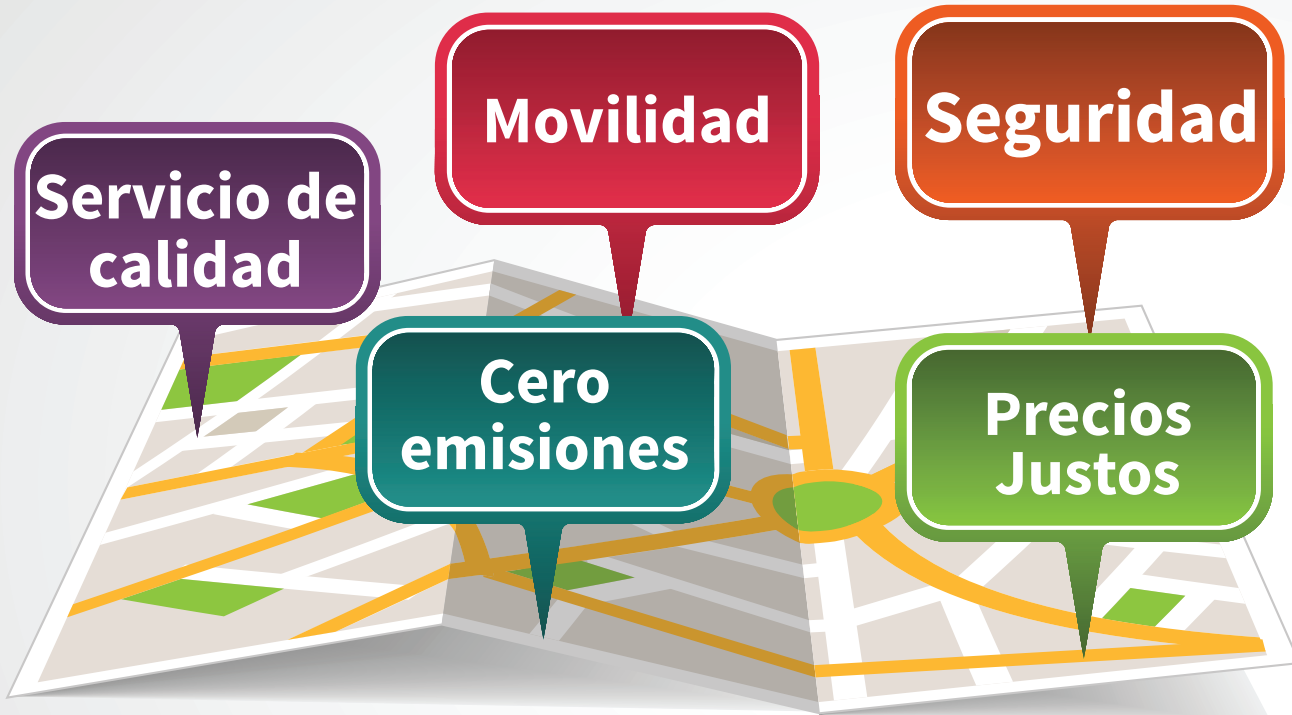 Movilidad
Seguridad
Servicio de
calidad
Cero
emisiones
Precios
Justos